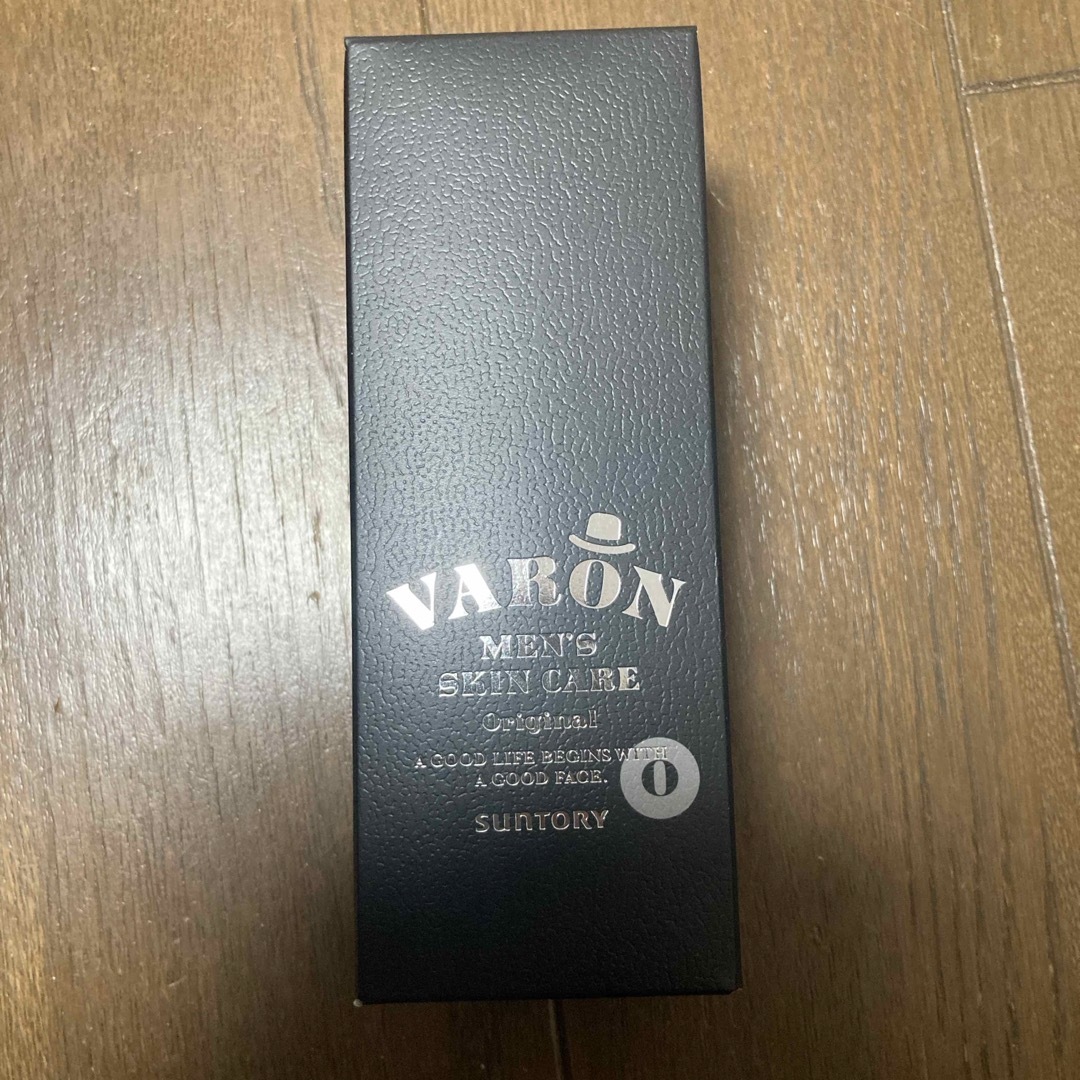 VARON
MEN'S
SKIN CARE
Original
A GOOD LIFE BEGINS WITH
A GOOD FACE.
O
SUNTORY